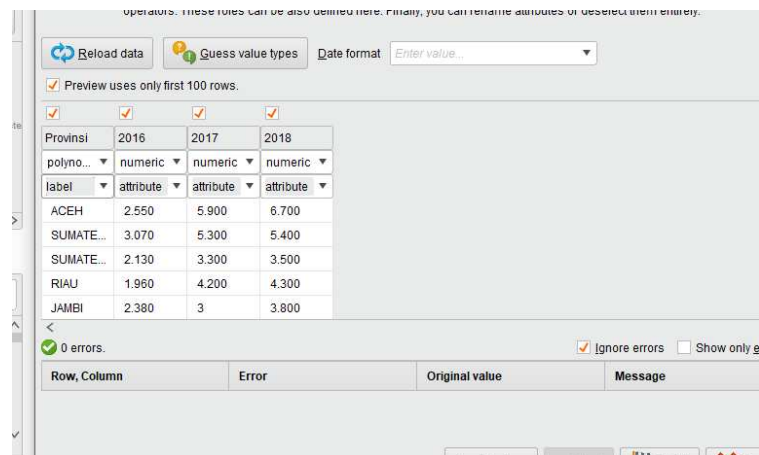 operators. These roles can be also defined here. Finally, you can rename attributes or deselect them entirely.
Reload data Guess value types Date format Enter value...
Preview uses only first 100 rows.
Provinsi 2016 2017 2018
polyno... numeric numeric numeric
label attribute attribute attribute
ACEH 2.550 5.900 6.700
SUMATE... 3.070 5.300 5.400
SUMATE... 2.130 3.300 3.500
RIAU 1.960 4.200 4.300
JAMBI 2.380 3 3.800
0 errors. Ignore errors Show only e
Row, Column Error Original value Message